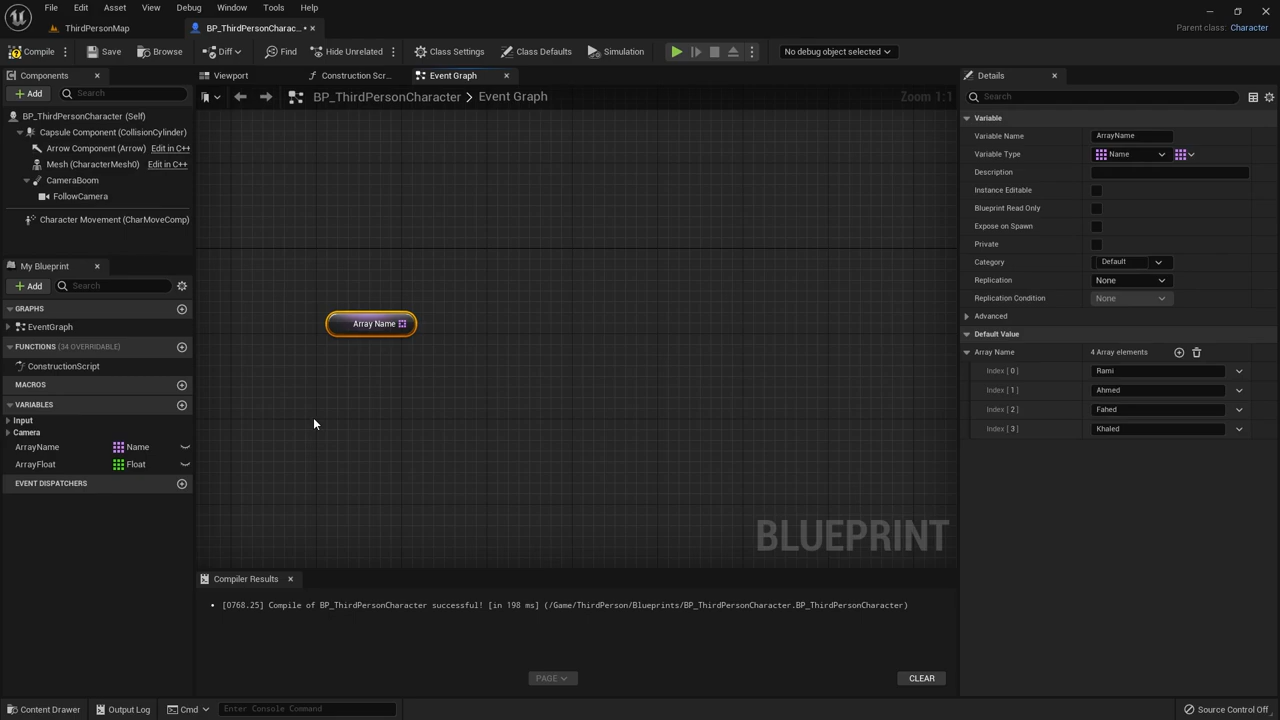 File Edit Asset View Debug Window Tools Help
ThirdPersonMap
BP_ThirdPersonCharac...
Parent class: Character
Compile
Save
Browse
Diff
Find
Hide Unrelated
Class Settings
Class Defaults
Simulation
No debug object selected
Components
Add
Search
BP_ThirdPersonCharacter (Self)
Capsule Component (CollisionCylinder)
Arrow Component (Arrow) Edit in C++
Mesh (CharacterMesh0) Edit in C++
CameraBoom
FollowCamera
Character Movement (CharMoveComp)
My Blueprint
Add
Search
GRAPHS
EventGraph
FUNCTIONS (34 OVERRIDABLE)
ConstructionScript
MACROS
VARIABLES
Input
Camera
ArrayName Name
ArrayFloat Float
EVENT DISPATCHERS
Viewport
Construction Scr...
Event Graph
BP_ThirdPersonCharacter > Event Graph
Zoom 1:1
Array Name
BLUEPRINT
Compiler Results
[0768.25] Compile of BP_ThirdPersonCharacter successful! [in 198 ms] (/Game/ThirdPerson/Blueprints/BP_ThirdPersonCharacter.BP_ThirdPersonCharacter)
PAGE
CLEAR
Details
Search
Variable
Variable Name ArrayName
Variable Type Name
Description
Instance Editable
Blueprint Read Only
Expose on Spawn
Private
Category Default
Replication None
Replication Condition None
Advanced
Default Value
Array Name 4 Array elements
Index [ 0 ] Rami
Index [ 1 ] Ahmed
Index [ 2 ] Fahed
Index [ 3 ] Khaled
Content Drawer
Output Log
Cmd
Enter Console Command
Source Control Off